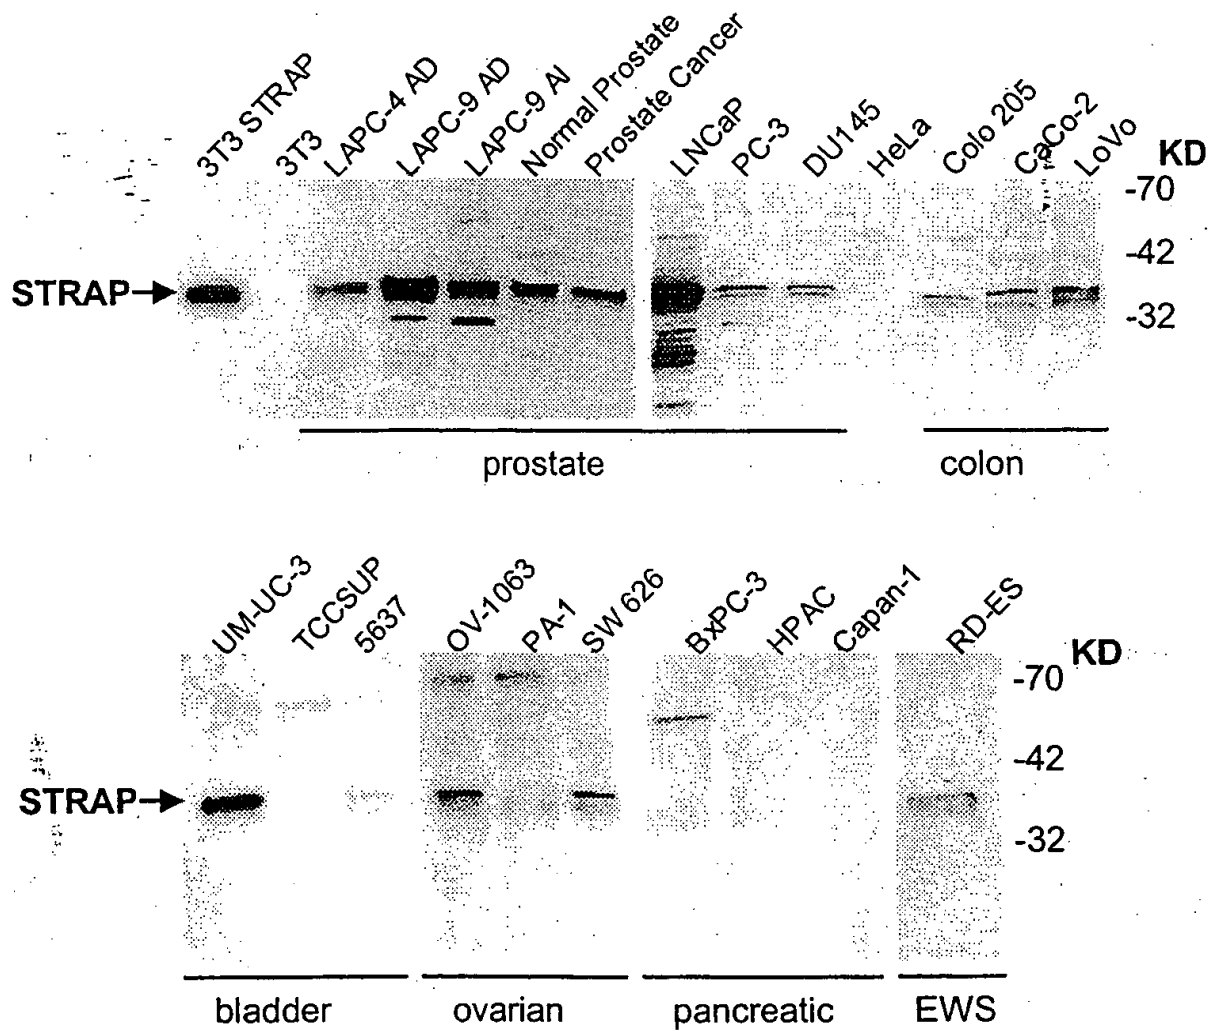 3T3 STRAP
3T3
LAPC-4 AD
LAPC-9 AD
LAPC-9 AI
Normal Prostate
Prostate Cancer
LNCaP
PC-3
DU145
HeLa
Colo 205
CaCo-2
LoVo
KD
-70
-42
STRAP
-32
prostate
colon
UM-UC-3
TCCSUP
5637
OV-1063
PA-1
SW 626
BxPC-3
HPAC
Capan-1
RD-ES
KD
-70
-42
STRAP
-32
bladder
ovarian
pancreatic
EWS